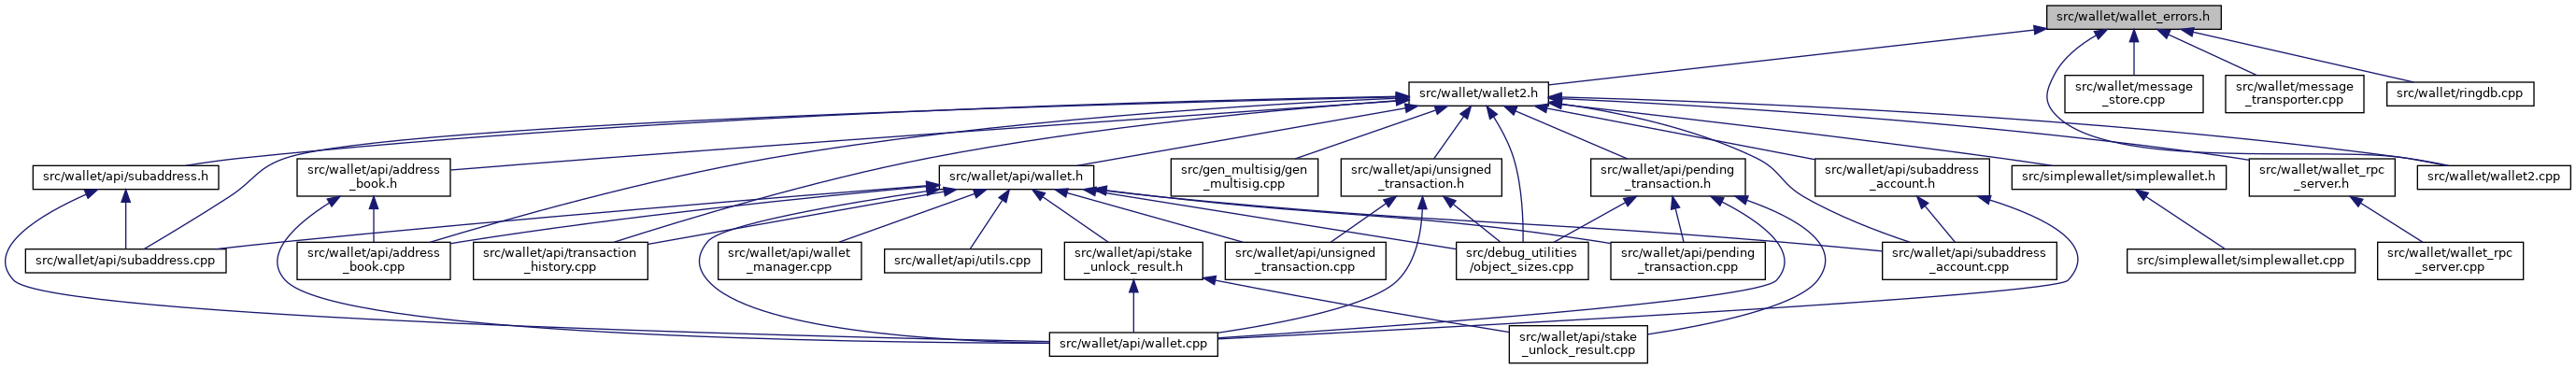 src/wallet/wallet_errors.h
src/wallet/wallet2.h
src/wallet/message
_store.cpp
src/wallet/message
_transporter.cpp
src/wallet/ringdb.cpp
src/wallet/api/subaddress.h
src/wallet/api/address
_book.h
src/wallet/api/wallet.h
src/gen_multisig/gen
_multisig.cpp
src/wallet/api/unsigned
_transaction.h
src/wallet/api/pending
_transaction.h
src/wallet/api/subaddress
_account.h
src/simplewallet/simplewallet.h
src/wallet/wallet_rpc
_server.h
src/wallet/wallet2.cpp
src/wallet/api/subaddress.cpp
src/wallet/api/address
_book.cpp
src/wallet/api/transaction
_history.cpp
src/wallet/api/wallet
_manager.cpp
src/wallet/api/utils.cpp
src/wallet/api/stake
_unlock_result.h
src/wallet/api/unsigned
_transaction.cpp
src/debug_utilities
/object_sizes.cpp
src/wallet/api/pending
_transaction.cpp
src/wallet/api/subaddress
_account.cpp
src/simplewallet/simplewallet.cpp
src/wallet/wallet_rpc
_server.cpp
src/wallet/api/wallet.cpp
src/wallet/api/stake
_unlock_result.cpp